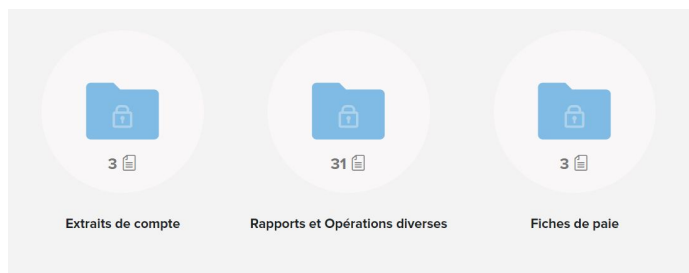 3
31
3
Extraits de compte
Rapports et Opérations diverses
Fiches de paie